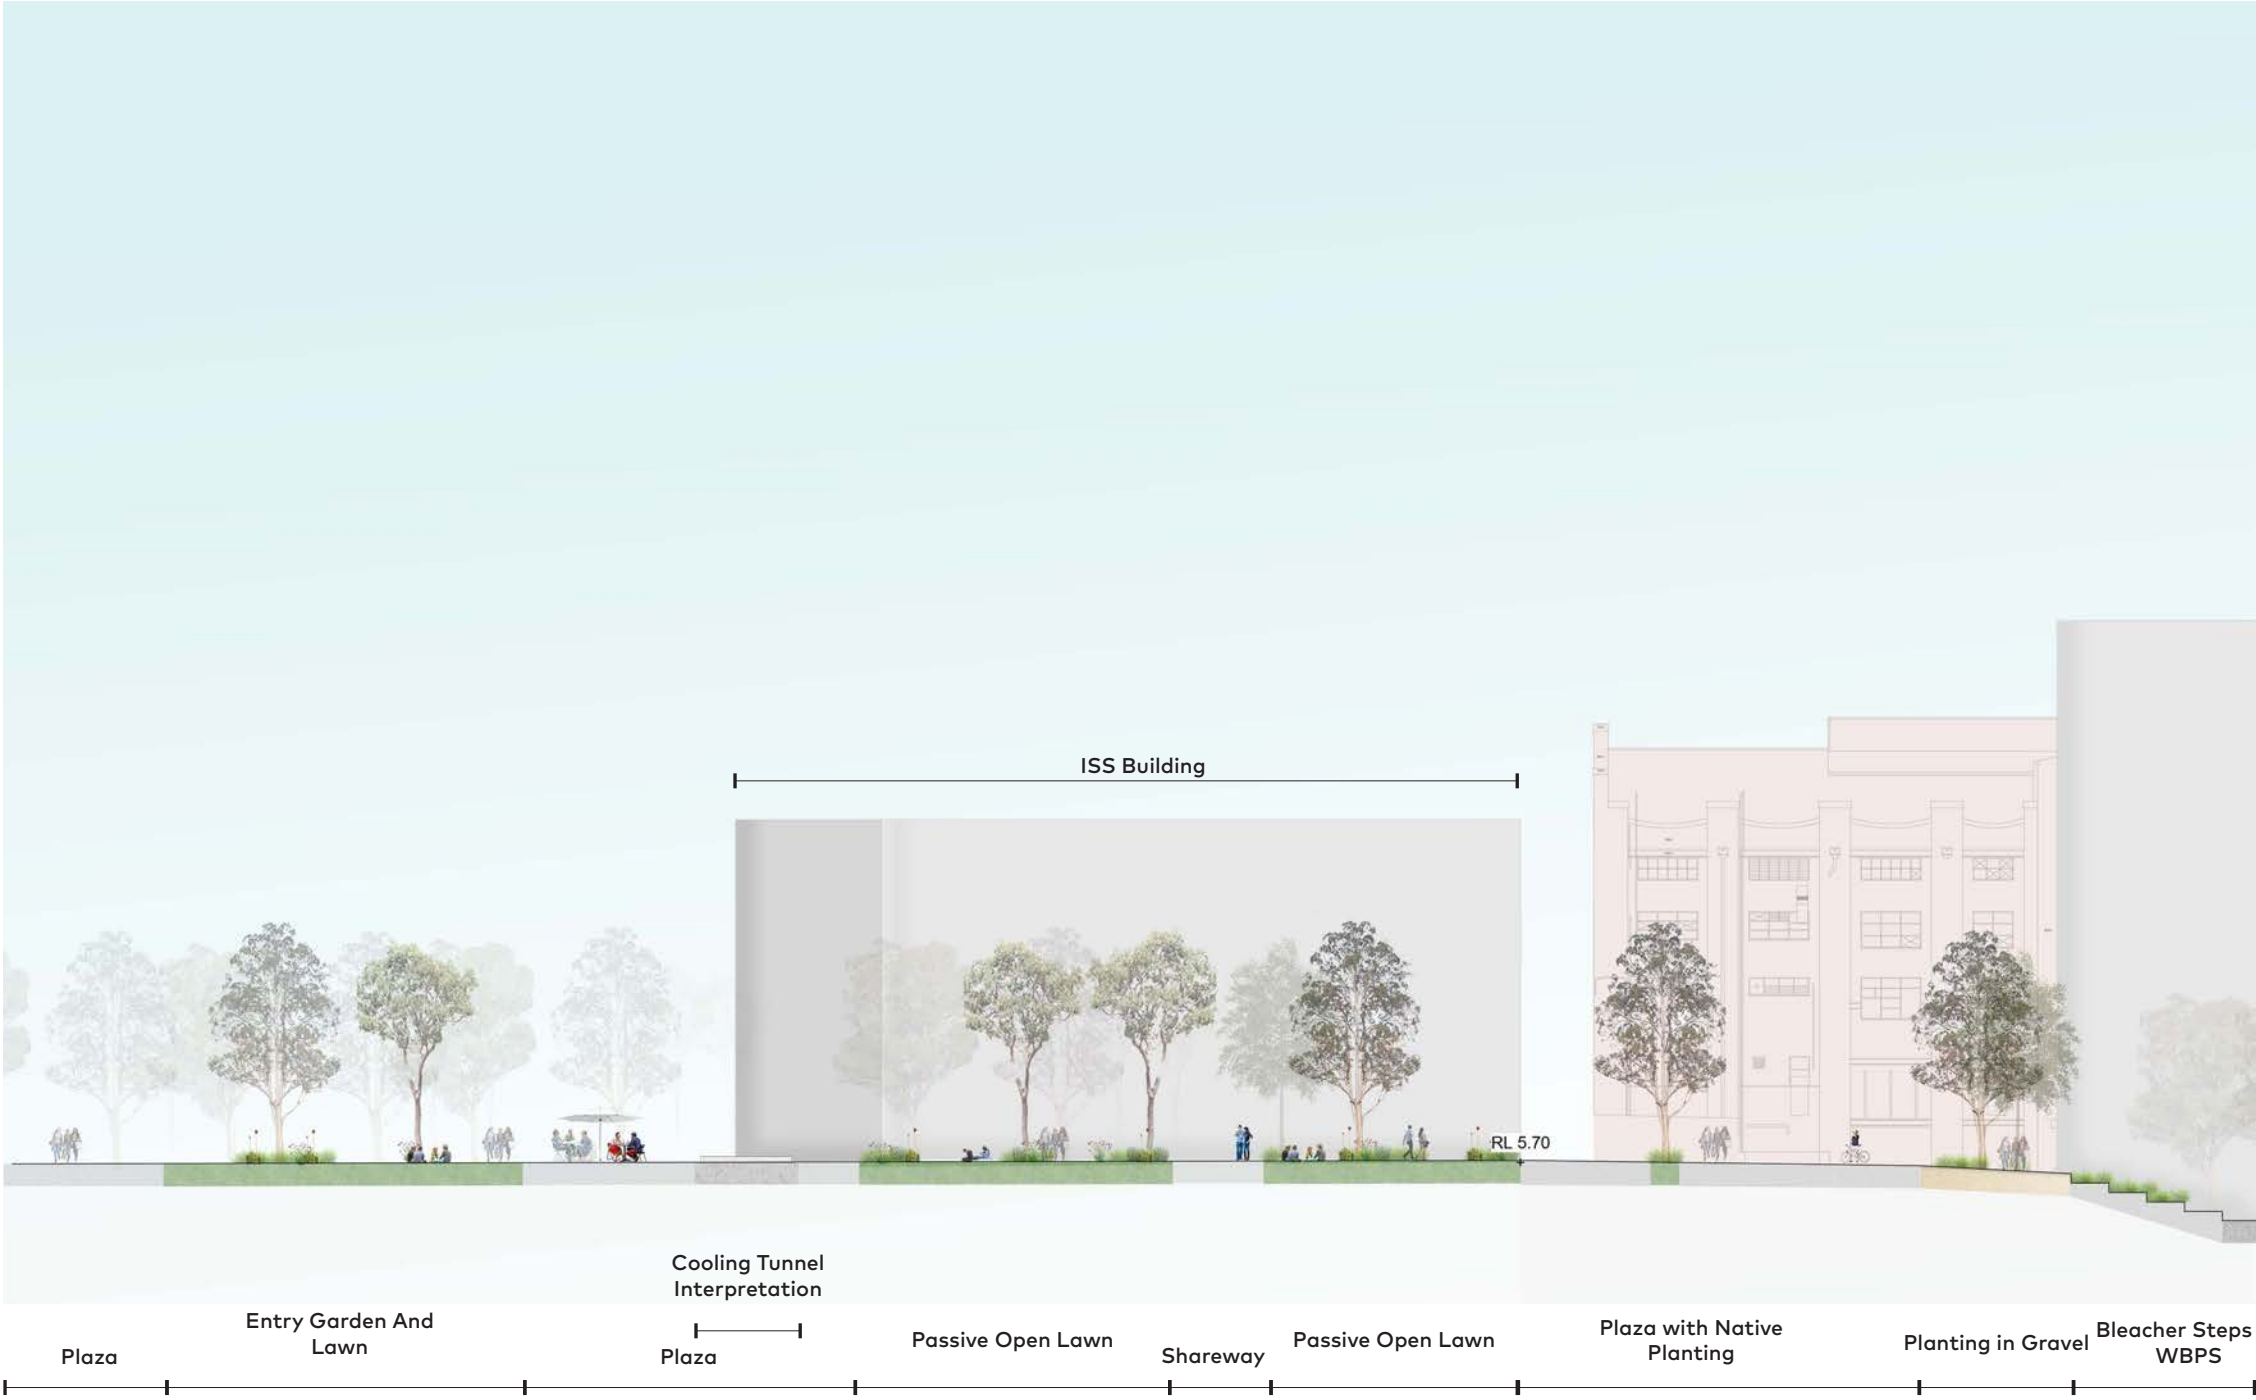 ISS Building
RL 5.70
Cooling Tunnel
Interpretation
Entry Garden And
Lawn
Plaza
Plaza
Passive Open Lawn
Shareway
Passive Open Lawn
Plaza with Native
Planting
Planting in Gravel
Bleacher Steps
WBPS